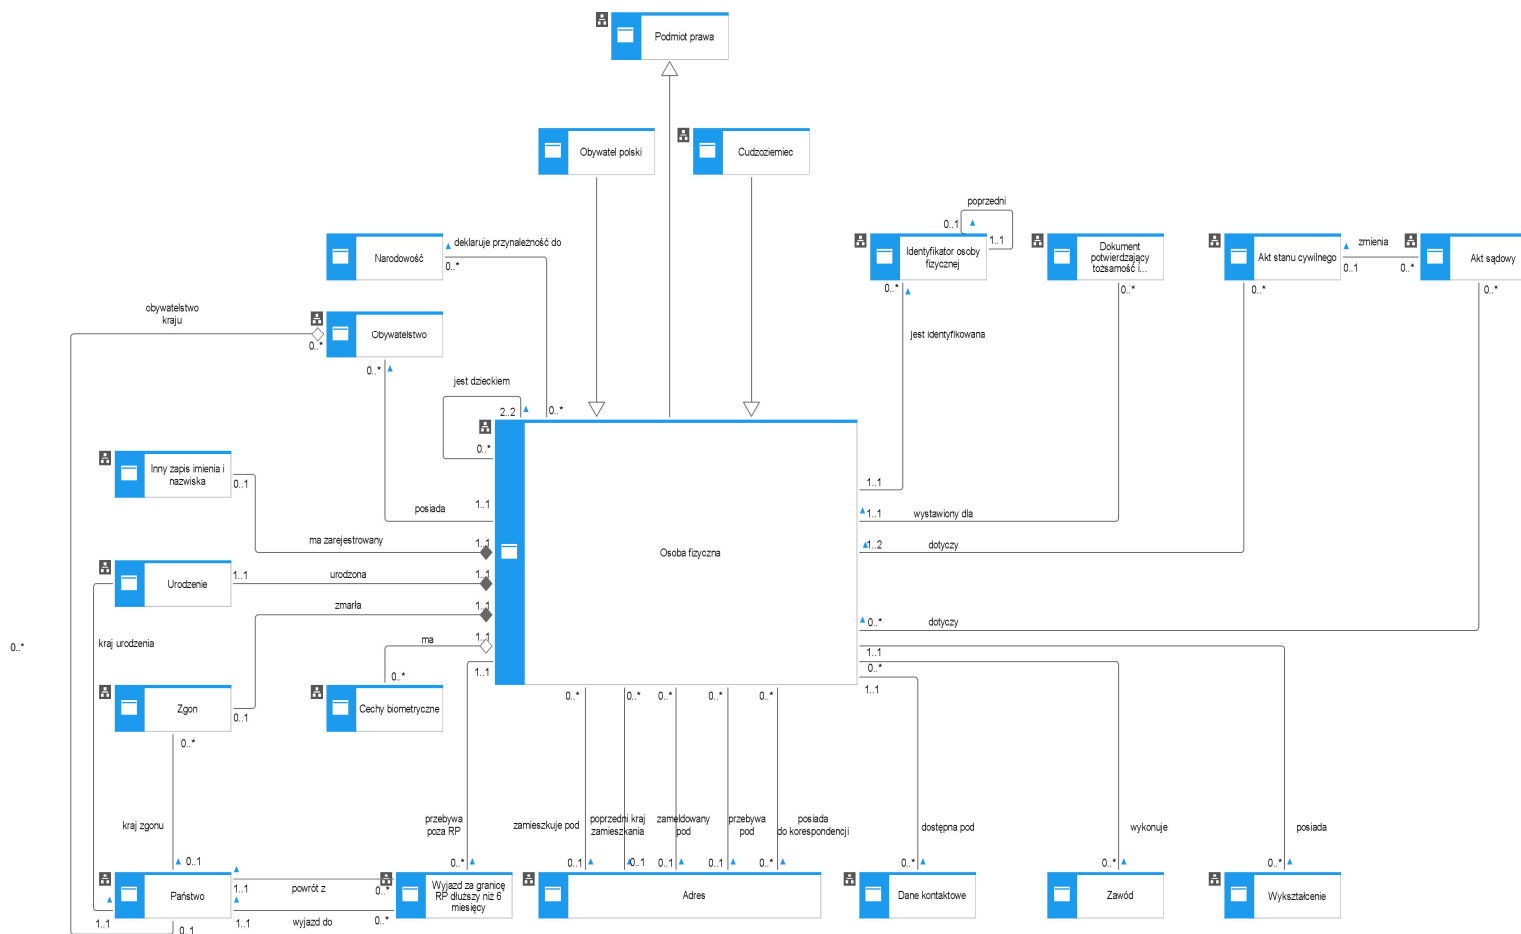 Podmiot prawa
Obywatel polski
Cudzoziemiec
poprzedni
0..1
1..1
deklaruje przynależność do
0..*
Narodowość
Identyfikator osoby
fizycznej
0..*
Dokument
potwierdzający
tożsamość i...
0..*
Akt stanu cywilnego
0..*
zmienia
0..1
0..*
Akt sądowy
0..*
obywatelstwo
kraju
0..*
Obywatelstwo
0..*
jest identyfikowana
jest dzieckiem
2..2
0..*
0..*
Inny zapis imienia i
nazwiska
0..1
1..1
posiada
1..1
1..1
wystawiony dla
ma zarejestrowany
1..1
Osoba fizyczna
1..2
dotyczy
Urodzenie
1..1
urodzona
1..1
zmarła
1..1
0..*
dotyczy
0..*
kraj urodzenia
ma
1..1
1..1
0..*
1..1
1..1
0..*
Zgon
0..1
Cechy biometryczne
0..*
0..*
0..*
0..*
0..*
0..*
kraj zgonu
przebywa
poza RP
zamieszkuje pod
poprzedni kraj
zamieszkania
zameldowany
pod
przebywa
pod
posiada
do korespondencji
dostępna pod
wykonuje
posiada
0..1
0..*
0..1
0..1
0..1
0..1
0..*
0..*
0..*
0..*
Państwo
1..1
powrót z
0..*
Wyjazd za granicę
RP dłuższy niż 6
miesięcy
Adres
Dane kontaktowe
Zawód
Wykształcenie
1..1
0..1
1..1
wyjazd do
0..*